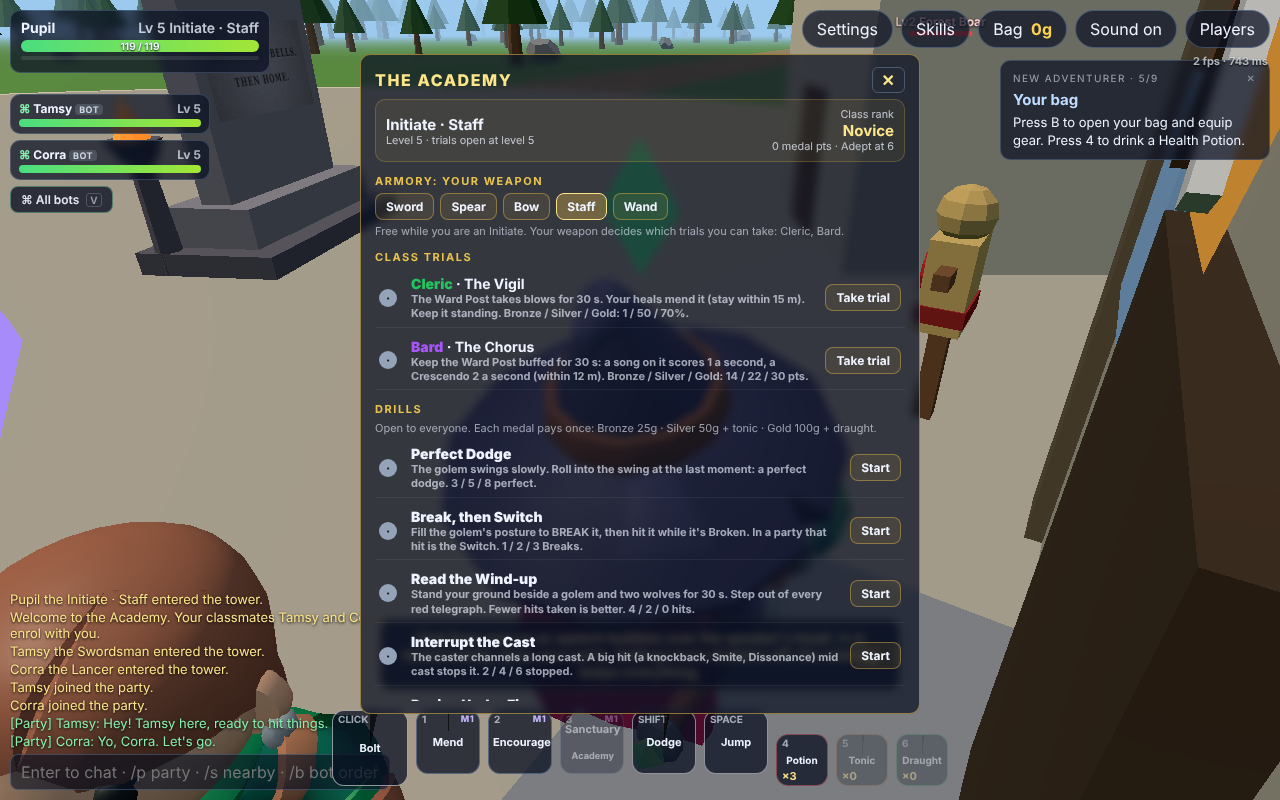 Pupil
Lv 5 Initiate · Staff
119 / 119
⌘ Tamsy BOT Lv 5
⌘ Corra BOT Lv 5
⌘ All bots V
BELLS.
THEN HOME.
Settings
Skills
Bag 0g
Sound on
Players
2 fps · 743 ms
NEW ADVENTURER · 5/9 ×
Your bag
Press B to open your bag and equip
gear. Press 4 to drink a Health Potion.
THE ACADEMY
✕
Initiate · Staff
Level 5 · trials open at level 5
Class rank
Novice
0 medal pts · Adept at 6
ARMORY: YOUR WEAPON
Sword Spear Bow Staff Wand
Free while you are an Initiate. Your weapon decides which trials you can take: Cleric, Bard.
CLASS TRIALS
Cleric · The Vigil
The Ward Post takes blows for 30 s. Your heals mend it (stay within 15 m).
Keep it standing. Bronze / Silver / Gold: 1 / 50 / 70%.
Take trial
Bard · The Chorus
Keep the Ward Post buffed for 30 s: a song on it scores 1 a second, a
Crescendo 2 a second (within 12 m). Bronze / Silver / Gold: 14 / 22 / 30 pts.
Take trial
DRILLS
Open to everyone. Each medal pays once: Bronze 25g · Silver 50g + tonic · Gold 100g + draught.
Perfect Dodge
The golem swings slowly. Roll into the swing at the last moment: a perfect
dodge. 3 / 5 / 8 perfect.
Start
Break, then Switch
Fill the golem's posture to BREAK it, then hit it while it's Broken. In a party that
hit is the Switch. 1 / 2 / 3 Breaks.
Start
Read the Wind-up
Stand your ground beside a golem and two wolves for 30 s. Step out of every
red telegraph. Fewer hits taken is better. 4 / 2 / 0 hits.
Start
Interrupt the Cast
The caster channels a long cast. A big hit (a knockback, Smite, Dissonance) mid
cast stops it. 2 / 4 / 6 stopped.
Start
Pupil the Initiate · Staff entered the tower.
Welcome to the Academy. Your classmates Tamsy and
enrol with you.
Tamsy the Swordsman entered the tower.
Corra the Lancer entered the tower.
Tamsy joined the party.
Corra joined the party.
[Party] Tamsy: Hey! Tamsy here, ready to hit things.
[Party] Corra: Yo, Corra. Let's go.
Enter to chat · /p party · /s nearby · /b bot order
CLICK
Bolt
1 M1
Mend
2 M1
Encourage
3 M1
Sanctuary
Academy
SHIFT
Dodge
SPACE
Jump
4
Potion
×3
5
Tonic
×0
6
Draught
×0